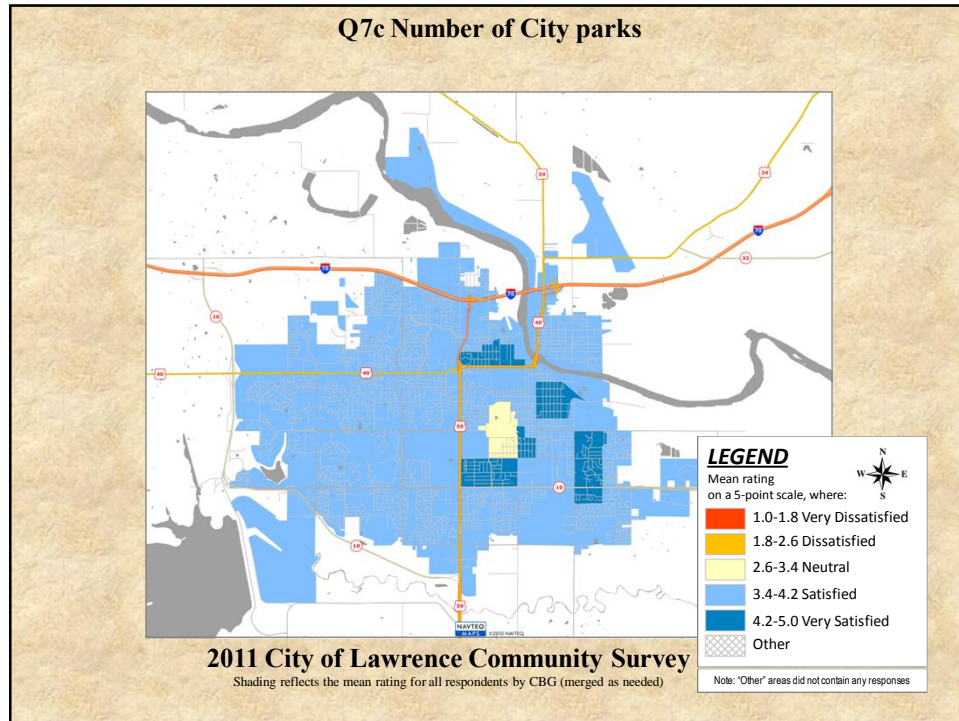 Q7c Number of City parks
24
24
70
32
70
70
10
40
40
40
59
10
10
59
NAVTEQ
MAPS
©2010 NAVTEQ
LEGEND
Mean rating
on a 5-point scale, where:
N
W E
S
1.0-1.8 Very Dissatisfied
1.8-2.6 Dissatisfied
2.6-3.4 Neutral
3.4-4.2 Satisfied
4.2-5.0 Very Satisfied
Other
2011 City of Lawrence Community Survey
Shading reflects the mean rating for all respondents by CBG (merged as needed)
Note: “Other” areas did not contain any responses